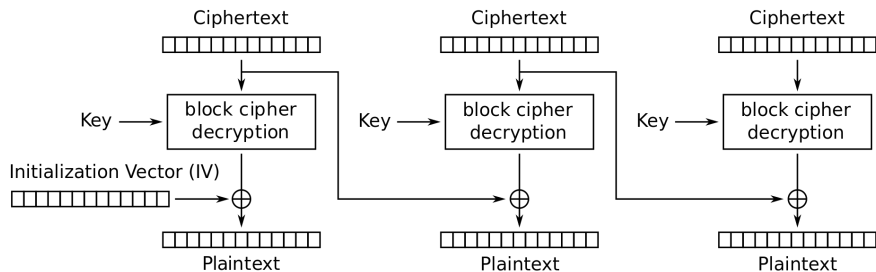 Ciphertext
Ciphertext
Ciphertext
block cipher
decryption
block cipher
decryption
block cipher
decryption
Key
Key
Key
Initialization Vector (IV)
Plaintext
Plaintext
Plaintext